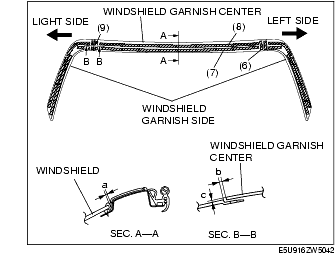 WINDSHIELD GARNISH CENTER
LIGHT SIDE
LEFT SIDE
(9)
A
(8)
B B
A
(7)
(6)
WINDSHIELD
GARNISH SIDE
WINDSHIELD GARNISH
CENTER
WINDSHIELD
a
b
c
SEC. A—A
SEC. B—B
E5U916ZW5042